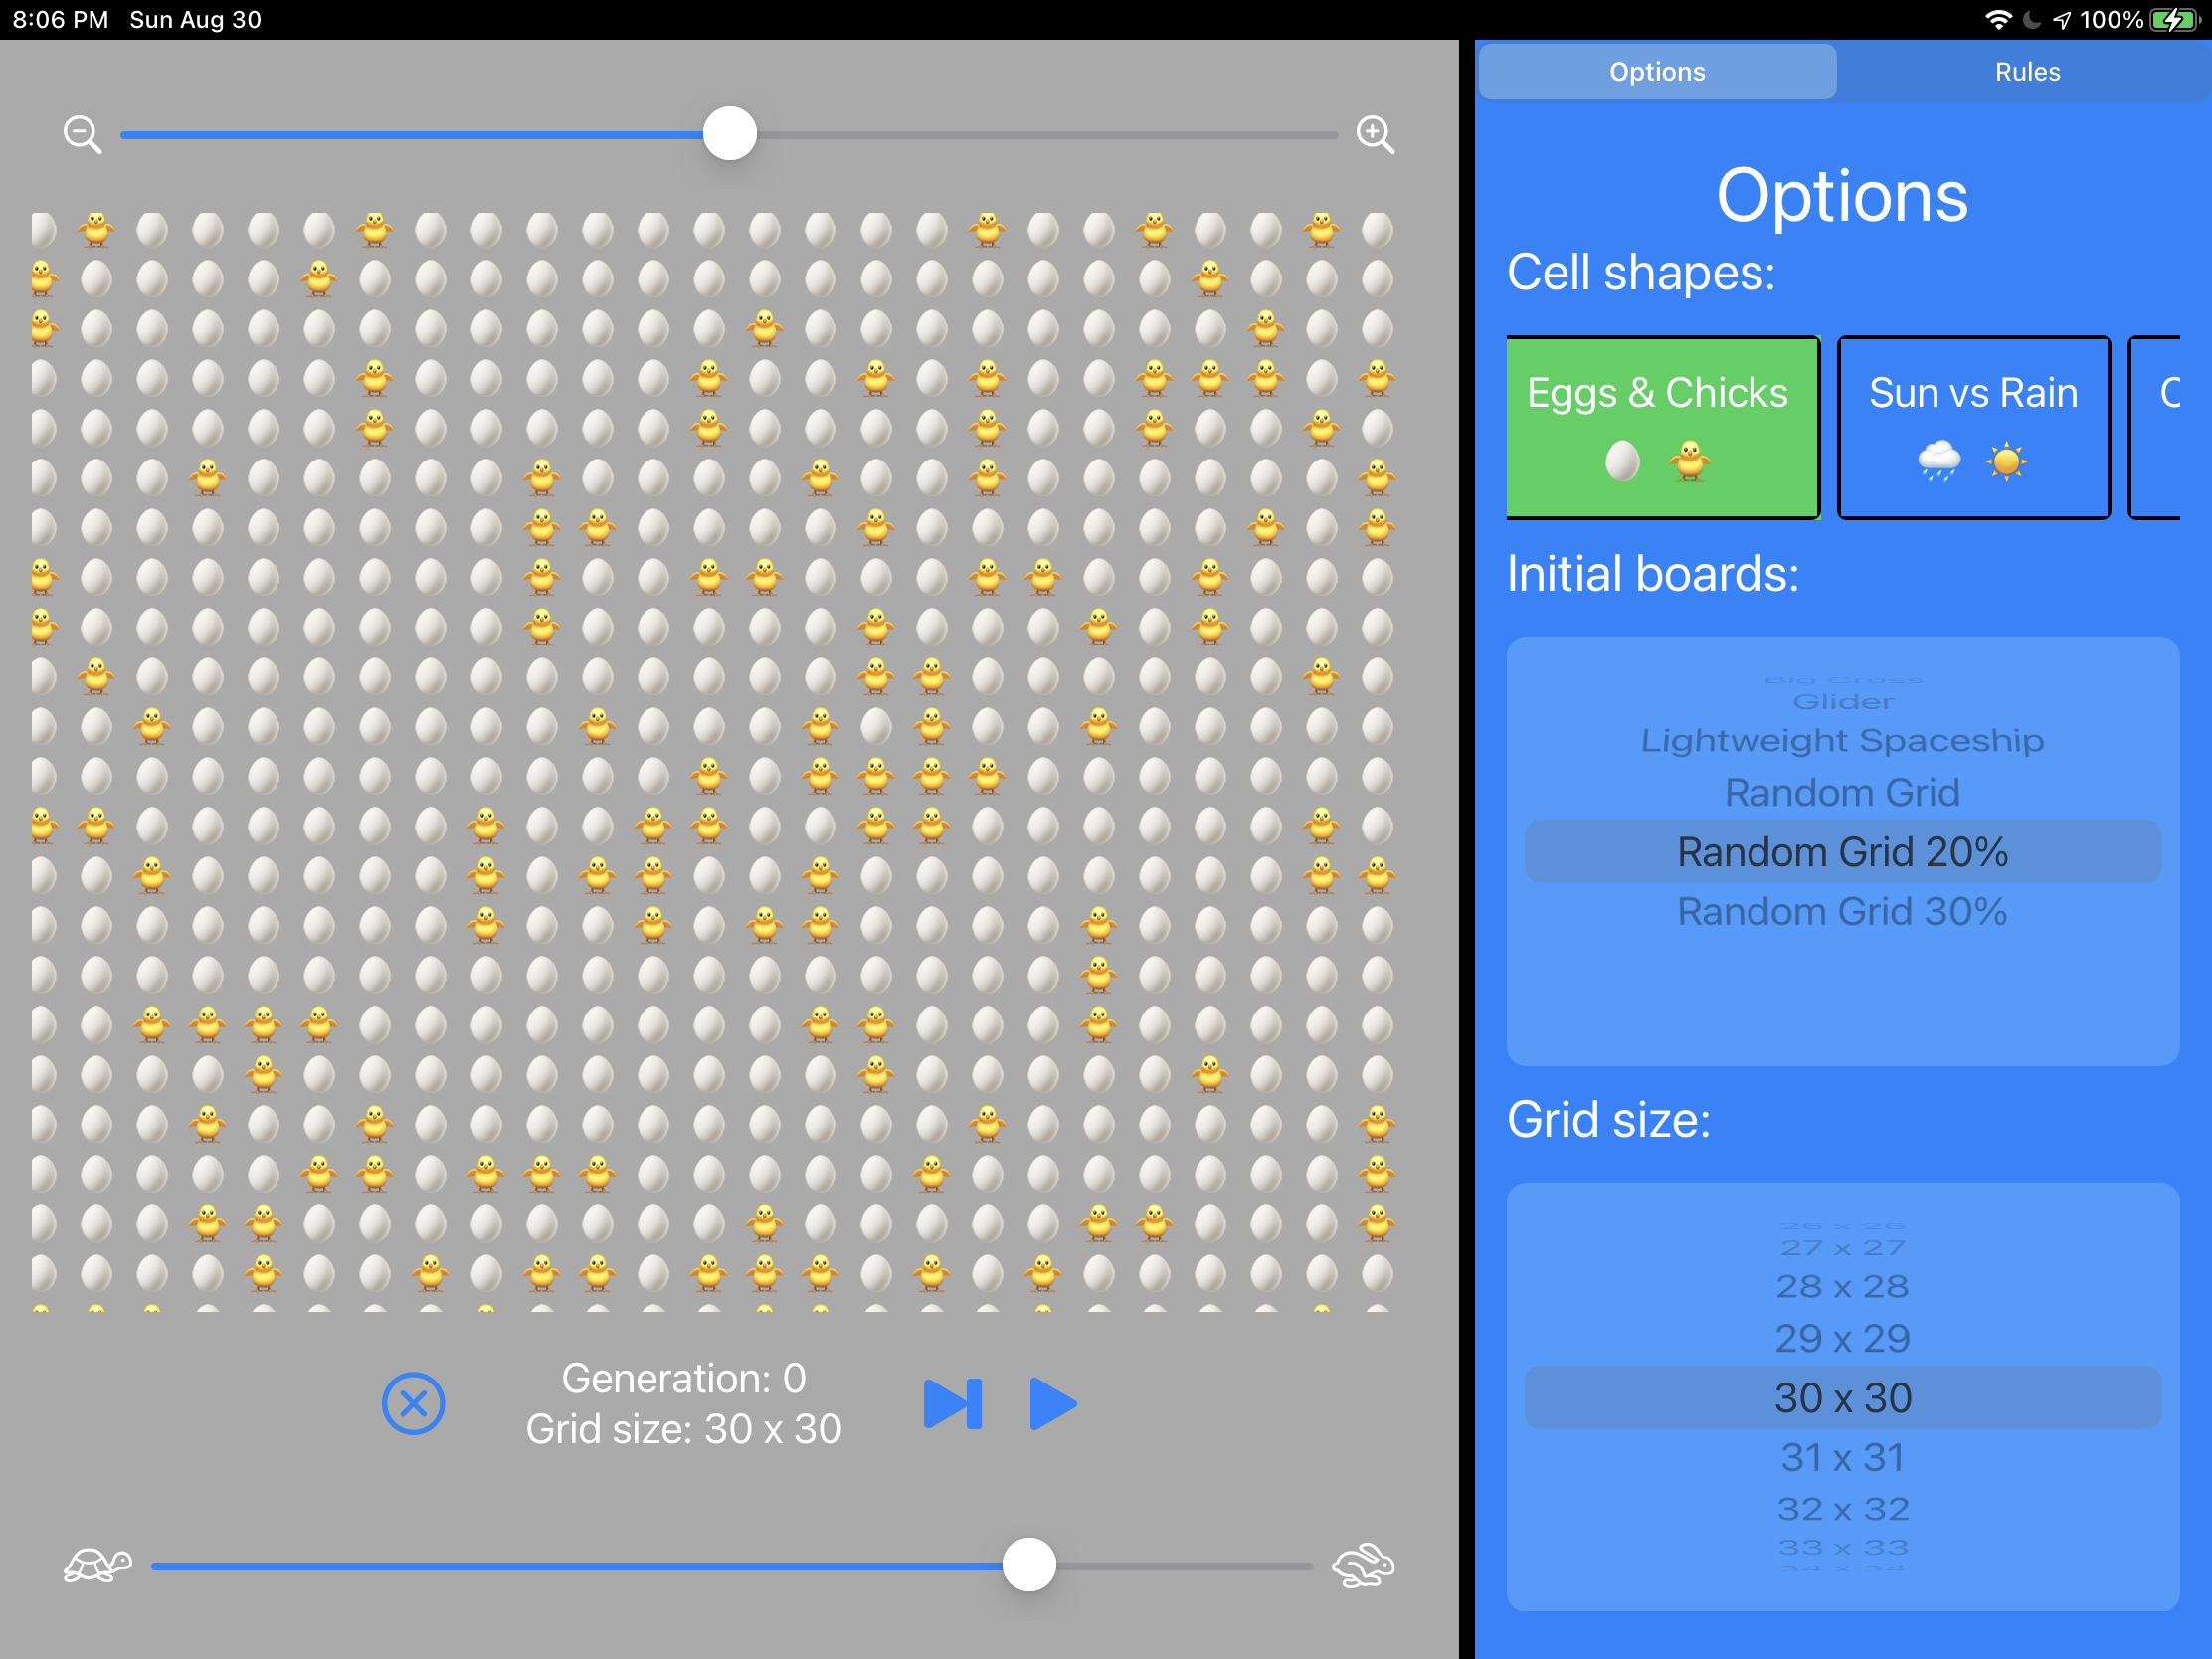 8:06 PM Sun Aug 30
100%
Options Rules
Options
Cell shapes:
Eggs & Chicks
Sun vs Rain
Initial boards:
Big Cross
Glider
Lightweight Spaceship
Random Grid
Random Grid 20%
Random Grid 30%
Grid size:
26 x 26
27 x 27
28 x 28
29 x 29
30 x 30
31 x 31
32 x 32
33 x 33
34 x 34
Generation: 0
Grid size: 30 x 30